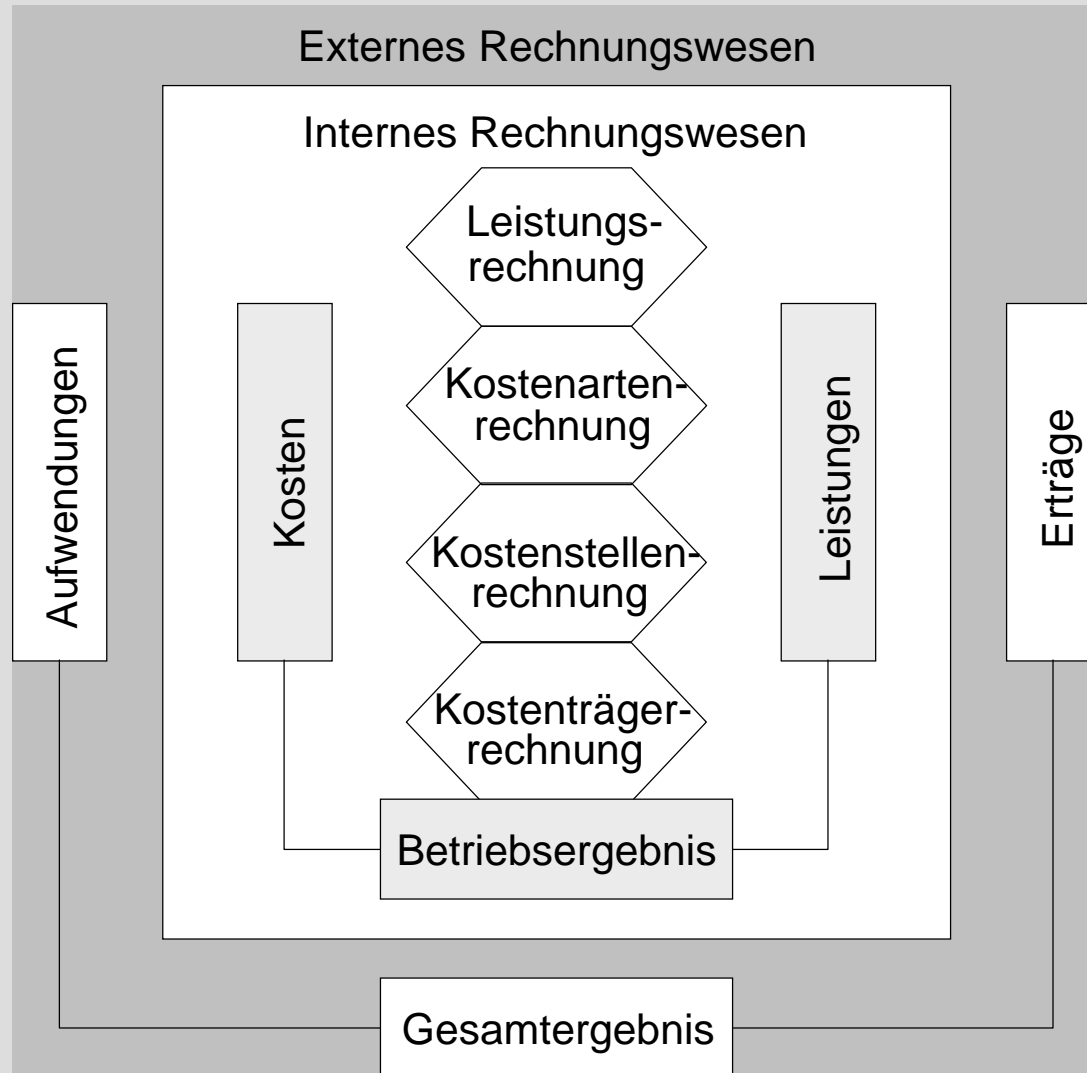 Externes Rechnungswesen
Internes Rechnungswesen
Leistungs-
rechnung
Kostenarten-
rechnung
Kostenstellen-
rechnung
Kostenträger-
rechnung
Aufwendungen
Kosten
Leistungen
Erträge
Betriebsergebnis
Gesamtergebnis